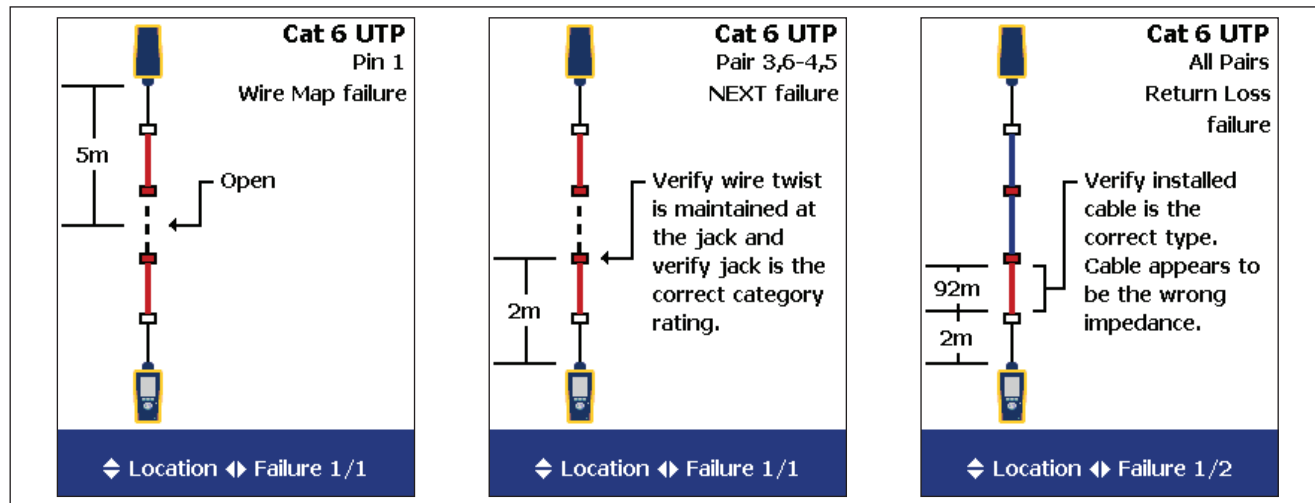 Cat 6 UTP
Pin 1
Wire Map failure
5m
Open
Location Failure 1/1
Cat 6 UTP
Pair 3,6-4,5
NEXT failure
Verify wire twist
is maintained at
the jack and
verify jack is the
correct category
rating.
2m
Location Failure 1/1
Cat 6 UTP
All Pairs
Return Loss
failure
Verify installed
cable is the
correct type.
Cable appears to
be the wrong
impedance.
92m
2m
Location Failure 1/2